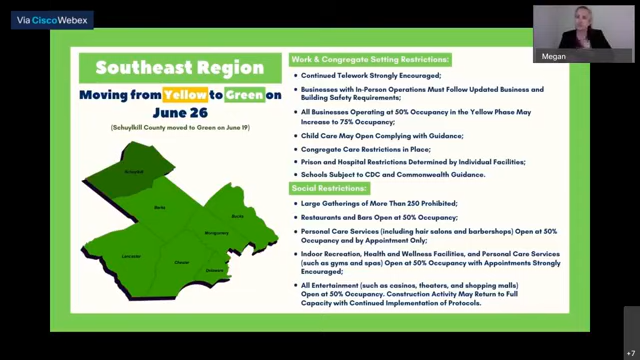 Via Cisco Webex
Megan
Southeast Region
Moving from Yellow to Green on
June 26
(Schuylkill County moved to Green on June 19)
Schuylkill
Berks
Bucks
Montgomery
Lancaster
Chester
Delaware
Work & Congregate Setting Restrictions:
• Continued Telework Strongly Encouraged;
• Businesses with In-Person Operations Must Follow Updated Business and
Building Safety Requirements;
• All Businesses Operating at 50% Occupancy in the Yellow Phase May
Increase to 75% Occupancy;
• Child Care May Open Complying with Guidance;
• Congregate Care Restrictions in Place;
• Prison and Hospital Restrictions Determined by Individual Facilities;
• Schools Subject to CDC and Commonwealth Guidance.
Social Restrictions:
• Large Gatherings of More Than 250 Prohibited;
• Restaurants and Bars Open at 50% Occupancy;
• Personal Care Services (including hair salons and barbershops) Open at 50%
Occupancy and by Appointment Only;
• Indoor Recreation, Health and Wellness Facilities, and Personal Care Services
(such as gyms and spas) Open at 50% Occupancy with Appointments Strongly
Encouraged;
• All Entertainment (such as casinos, theaters, and shopping malls)
Open at 50% Occupancy. Construction Activity May Return to Full
Capacity with Continued Implementation of Protocols.
+7